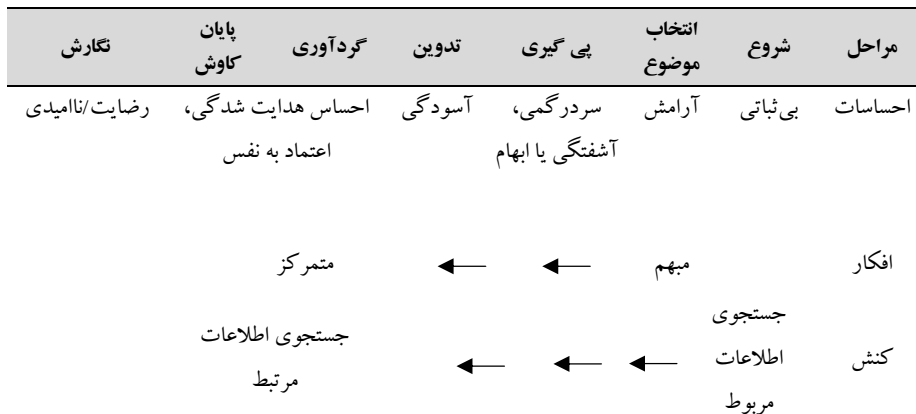 مراحل شروع انتخاب موضوع پی گیری تدوین گردآوری پایان کاوش نگارش
احساسات بی‌ثباتی آرامش سردرگمی، آسودگی احساس هدایت شدگی، رضایت/ناامیدی
آشفتگی یا ابهام اعتماد به نفس
افکار مبهم ← ← متمرکز
کنش جستجوی اطلاعات مربوط ← ← ← جستجوی اطلاعات مرتبط